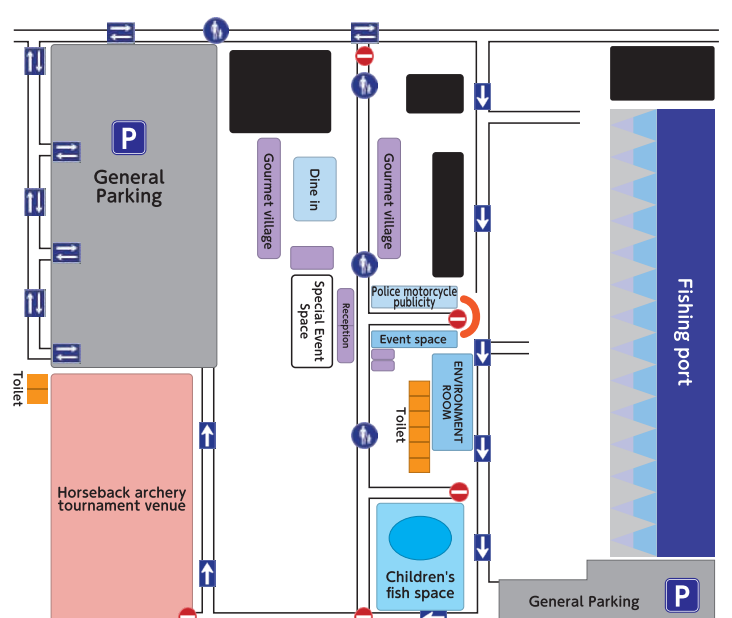 P
General
Parking
Gourmet village
Dine in
Gourmet village
Special Event
Space
Reception
Police motorcycle
publicity
Event space
ENVIRONMENT
ROOM
Toilet
Fishing port
Toilet
Horseback archery
tournament venue
Children's
fish space
General Parking
P